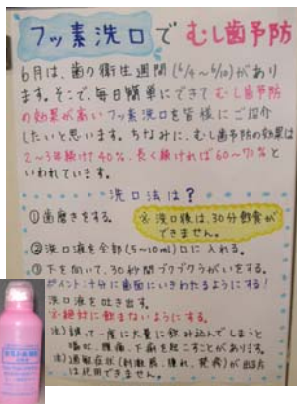 フッ素洗口でむし歯予防
6月は、歯の衛生週間(6/4〜6/10)があり
ます。そこで、毎日簡単にできてむし歯予防
の効果が高いフッ素洗口を皆様にご紹介
したいと思います。ちなみに、むし歯予防の効果は
2〜3年続けて40%、長く続ければ60〜70%と
いわれています。
洗口法は?
①歯磨きをする。
※洗口後は、30分飲食が
できません。
②洗口液を全部(5〜10ml)口に入れる。
③下を向いて、30秒間ブクブクうがいをする。
ポイント:十分に歯面にいきわたるようにする!
洗口液を吐き出す。
※絶対に飲まないようにする。
注)誤って一度に大量に飲み込んでしまうと
嘔吐、腹痛、下痢を起こすことがあります。
注)過敏症状(刺激感、腫れ、発疹)が出る方
は使用できません。